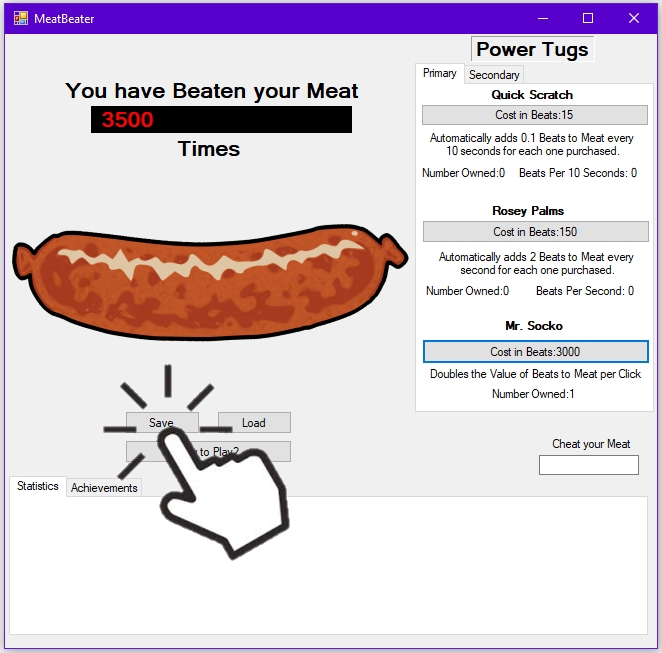 MeatBeater
Power Tugs
Primary
Secondary
You have Beaten your Meat
3500
Times
Quick Scratch
Cost in Beats:15
Automatically adds 0.1 Beats to Meat every
10 seconds for each one purchased.
Number Owned:0 Beats Per 10 Seconds: 0
Rosey Palms
Cost in Beats:150
Automatically adds 2 Beats to Meat every
second for each one purchased.
Number Owned:0 Beats Per Second: 0
Mr. Socko
Cost in Beats:3000
Doubles the Value of Beats to Meat per Click
Number Owned:1
Save
Load
to Play?
Cheat your Meat
Statistics
Achievements